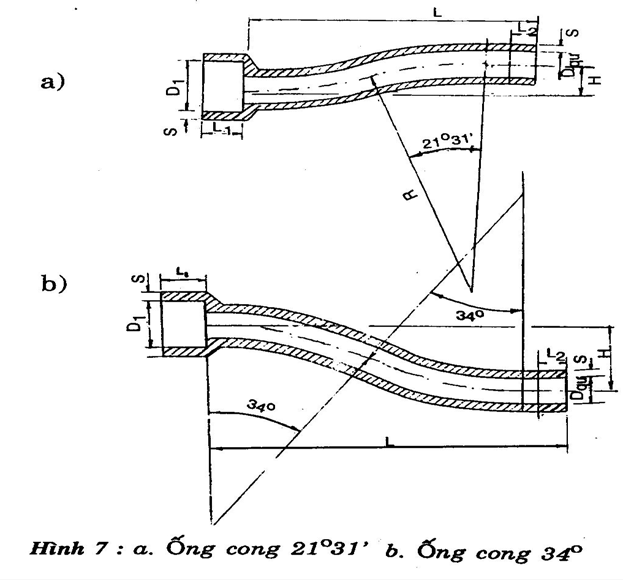 a)
L
L2
S
Dqu
H
D1
S
L1
21°31'
R
b)
S
L1
D1
34°
34°
L2
S
H
Dqu
L
Hình 7 : a. Ống cong 21°31' b. Ống cong 34°